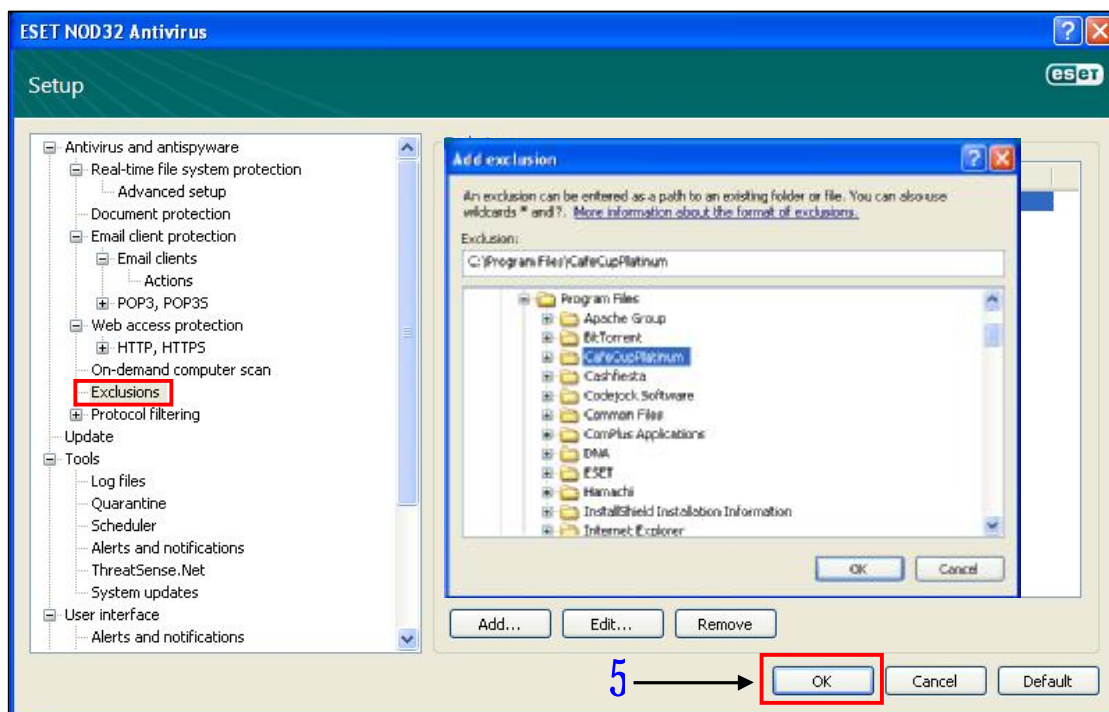 ESET NOD32 Antivirus
Setup
eset
Antivirus and antispyware
Real-time file system protection
Advanced setup
Document protection
Email client protection
Email clients
Actions
POP3, POP3S
Web access protection
HTTP, HTTPS
On-demand computer scan
Exclusions
Protocol filtering
Update
Tools
Log files
Quarantine
Scheduler
Alerts and notifications
ThreatSense.Net
System updates
User interface
Alerts and notifications
Add exclusion
An exclusion can be entered as a path to an existing folder or file. You can also use
wildcards * and ?. More information about the format of exclusions.
Exclusion:
C:\Program Files\CafeCupPlatinum
Program Files
Apache Group
BitTorrent
CafeCupPlatinum
Cashfiesta
Codejock Software
Common Files
ComPlus Applications
DNA
ESET
Hamachi
InstallShield Installation Information
Internet Explorer
OK Cancel
Add... Edit... Remove
5 OK Cancel Default